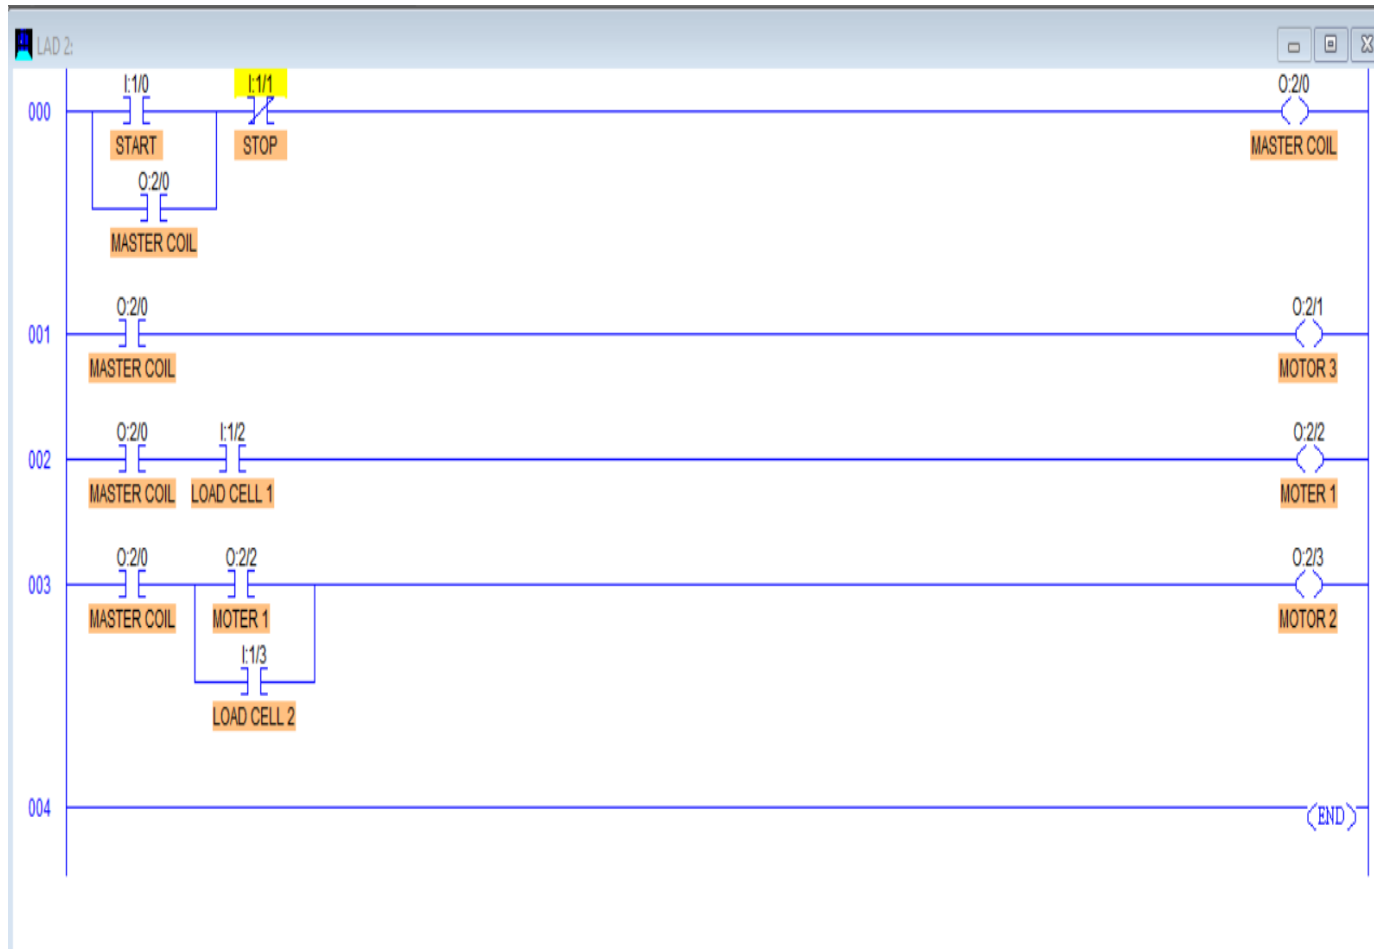 LAD 2:
I:1/0 I:1/1 O:2/0
000
START STOP MASTER COIL
O:2/0
MASTER COIL
O:2/0 O:2/1
001
MASTER COIL MOTOR 3
O:2/0 I:1/2 O:2/2
002
MASTER COIL LOAD CELL 1 MOTER 1
O:2/0 O:2/2 O:2/3
003
MASTER COIL MOTER 1 MOTOR 2
I:1/3
LOAD CELL 2
004
(END)